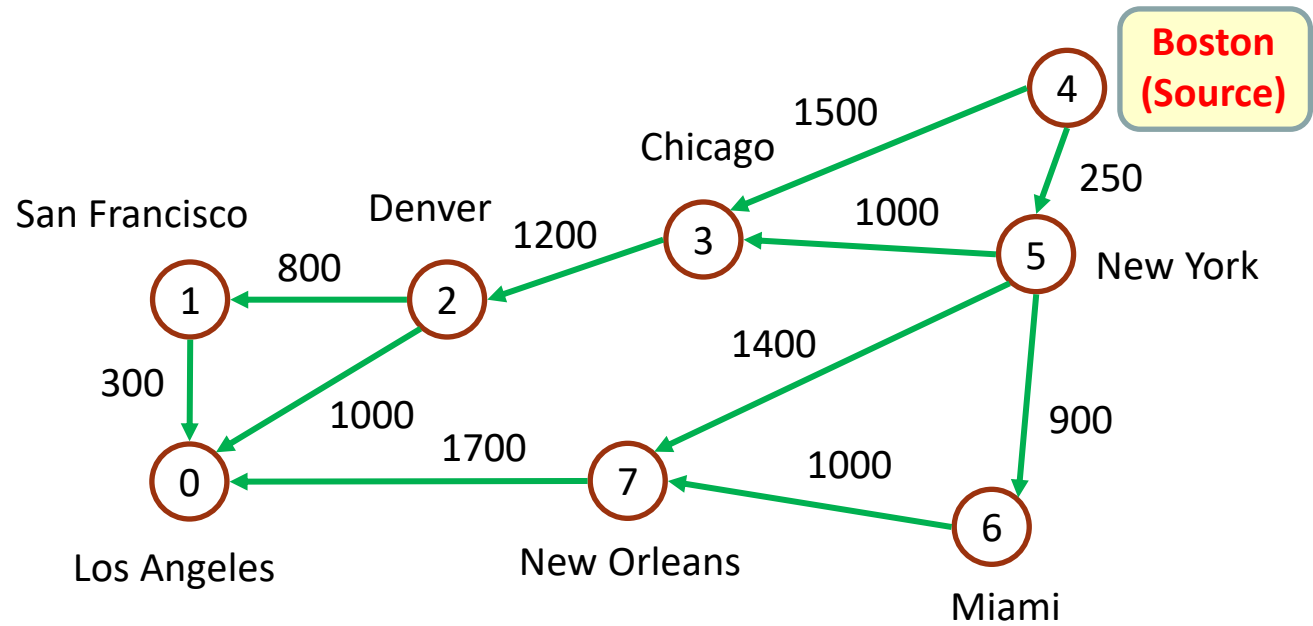 Boston
(Source)
4
1500
Chicago
250
San Francisco
Denver
1200
3
1000
5
New York
800
1
2
1400
300
1000
900
1700
1000
0
7
6
Los Angeles
New Orleans
Miami